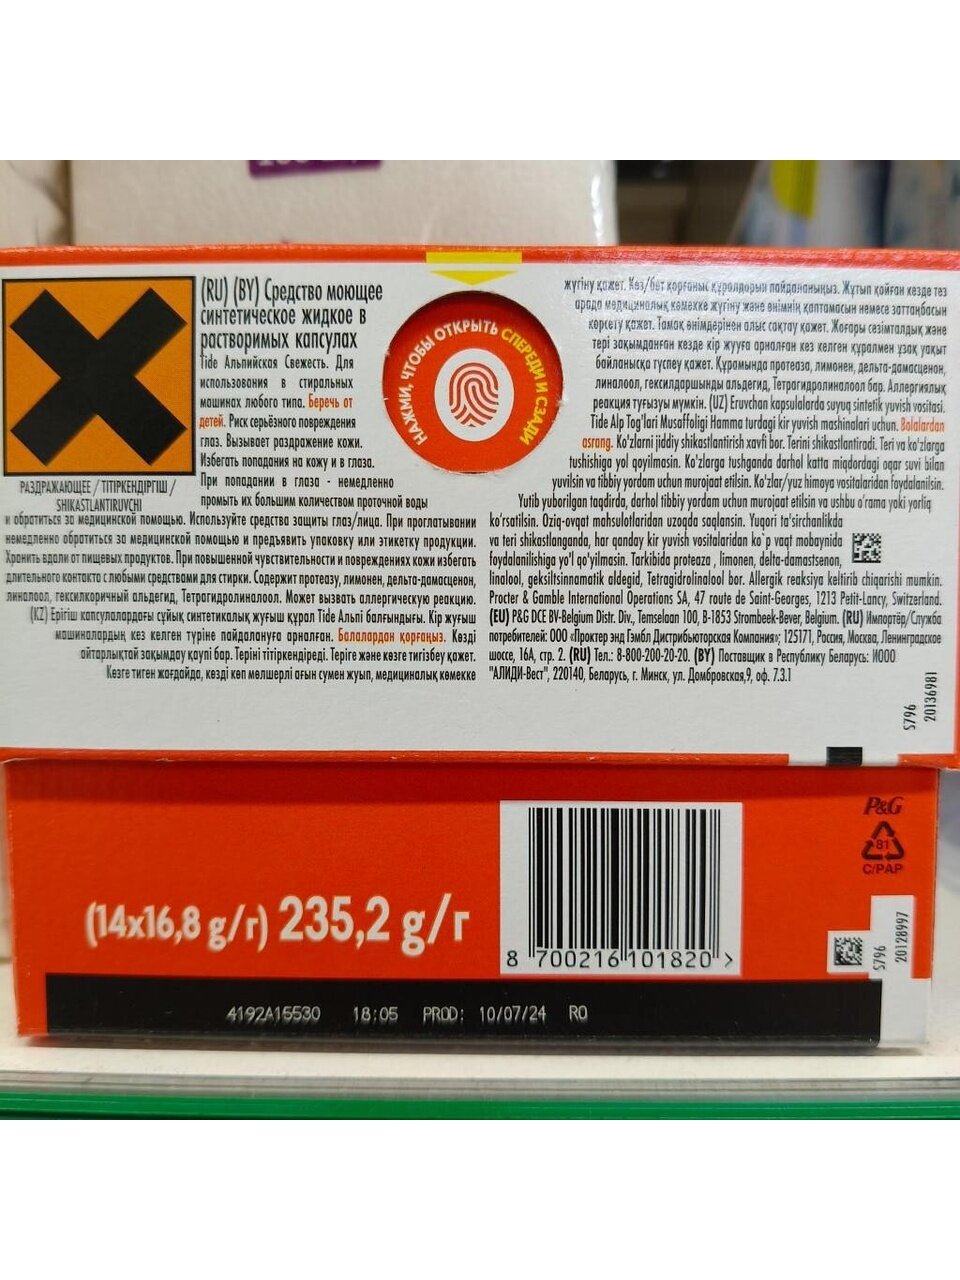 (RU) (BY) Средство моющее
синтетическое жидкое в
растворимых капсулах
Tide Альпийская Свежесть. Для
использования в стиральных
машинах любого типа. Беречь от
детей. Риск серьёзного повреждения
глаз. Вызывает раздражение кожи.
Избегать попадания на кожу и в глаза.
При попадании в глаза - немедленно
промыть их большим количеством проточной воды
и обратиться за медицинской помощью. Используйте средства защиты глаз/лица. При проглатывании
немедленно обратиться за медицинской помощью и предъявить упаковку или этикетку продукции.
Хранить вдали от пищевых продуктов. При повышенной чувствительности и повреждениях кожи избегать
длительного контакта с любыми средствами для стирки. Содержит протеазу, лимонен, дельта-дамасценон,
линалоол, гексилкоричный альдегид, Тетрагидролиналоол. Может вызвать аллергическую реакцию.
(KZ) Ерігіш капсулалардағы сұйық синтетикалық жуғыш құрал Tide Альпі балғындығы. Кір жуғыш
машиналардың кез келген түріне пайдалануға арналған. Балалардан қорғаңыз. Көзді
айтарлықтай зақымдау қаупі бар. Теріні тітіркендіреді. Теріге және көзге тигізбеу қажет.
Көзге тиген жағдайда, көзді көп мөлшерлі ағын сумен жуып, медициналық көмекке
РАЗДРАЖАЮЩЕЕ / ТІТІРКЕНДІРГІШ /
SHIKASTLANTIRUVCHI
НАЖМИ, ЧТОБЫ ОТКРЫТЬ СПЕРЕДИ И СЗАДИ
жүгіну қажет. Көз/бет қорғаныс құралдарын пайдаланыңыз. Жұтып қойған кезде тез
арада медициналық көмекке жүгіну және өнімнің қаптамасын немесе заттанбасын
көрсету қажет. Тамақ өнімдерінен алыс сақтау қажет. Жоғары сезімталдық және
тері зақымданған кезде кір жууға арналған кез келген құралмен ұзақ уақыт
байланысқа түспеу қажет. Құрамында протеаза, лимонен, дельта-дамасценон,
линалоол, гексилдаршынды альдегид, Тетрагидролиналоол бар. Аллергиялық
реакция туғызуы мүмкін. (UZ) Eruvchan kapsulalarda suyuq sintetik yuvish vositasi.
Tide Alp Tog'lari Musaffoligi Hamma turdagi kir yuvish mashinalari uchun. Bolalardan
asrang. Ko'zlarni jiddiy shikastlantirish xavfi bor. Terini shikastlantiradi. Teri va ko'zlarga
tushishiga yol qoyilmasin. Ko'zlarga tushganda darhol katta miqdordagi oqar suvi bilan
yuvilsin va tibbiy yordam uchun murojaat etilsin. Ko'zlar/yuz himoya vositalaridan foydalanilsin.
Yutib yuborilgan taqdirda, darhol tibbiy yordam uchun murojaat etilsin va ushbu o'rama yoki yorliq
ko'rsatilsin. Oziq-ovqat mahsulotlaridan uzoqda saqlansin. Yuqori ta'sirchanlikda
va teri shikastlanganda, har qanday kir yuvish vositalaridan ko`p vaqt mobaynida
foydalanilishiga yo'l qo'yilmasin. Tarkibida proteaza , limonen, delta-damastsenon,
linalool, geksiltsinnamatik aldegid, Tetragidrolinalool bor. Allergik reaksiya keltirib chiqarishi mumkin.
Procter & Gamble International Operations SA, 47 route de Saint-Georges, 1213 Petit-Lancy, Switzerland.
(EU) P&G DCE BV-Belgium Distr. Div., Temselaan 100, B-1853 Strombeek-Bever, Belgium. (RU) Импортёр/Служба
потребителей: ООО «Проктер энд Гэмбл Дистрибьюторская Компания»; 125171, Россия, Москва, Ленинградское
шоссе, 16А, стр. 2. (RU) Тел.: 8-800-200-20-20. (BY) Поставщик в Республику Беларусь: ИООО
"АЛИДИ-Вест", 220140, Беларусь, г. Минск, ул. Домбровская,9, оф. 7.3.1
S796
20136981
(14x16,8 g/г) 235,2 g/г
8 700216 101820 >
P&G
81
C/PAP
S796
20128997
4192A15530 18:05 PROD: 10/07/24 RO